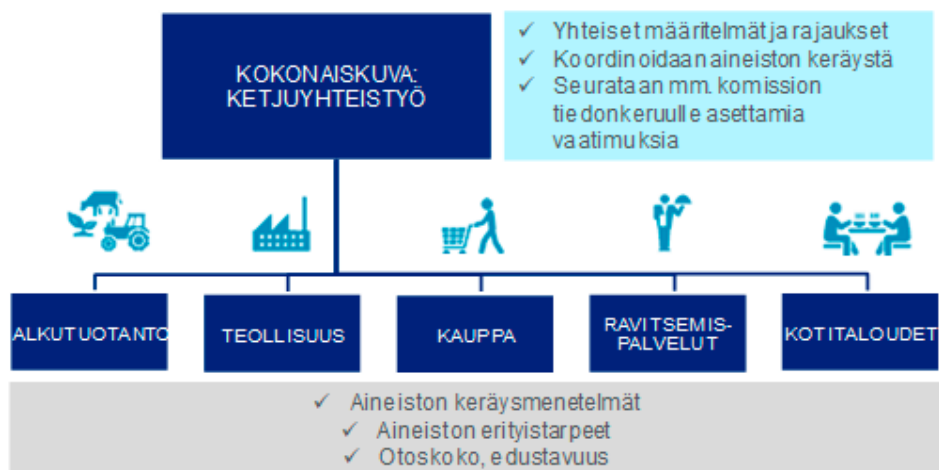 KOKONAISKUVA:
KETJUYHTEISTYÖ
✓ Yhteiset määritelmät ja rajaukset
✓ Koordinoidaan aineiston keräystä
✓ Seurataan mm. komission
tiedonkeruulle asettamia
vaatimuksia
ALKUTUOTANTO
TEOLLISUUS
KAUPPA
RAVITSEMIS-
PALVELUT
KOTITALOUDET
✓ Aineiston keräysmenetelmät
✓ Aineiston erityistarpeet
✓ Otoskoko, edustavuus